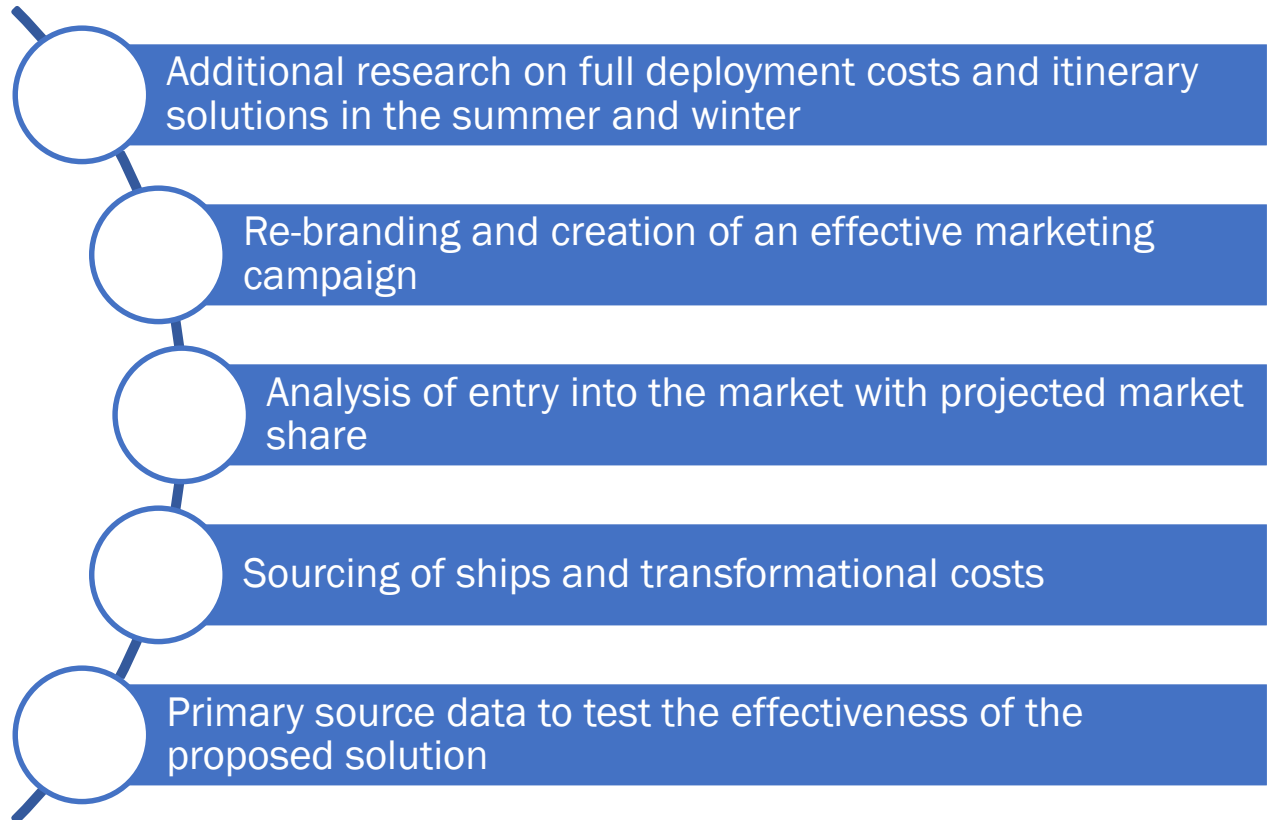 Additional research on full deployment costs and itinerary
solutions in the summer and winter
Re-branding and creation of an effective marketing
campaign
Analysis of entry into the market with projected market
share
Sourcing of ships and transformational costs
Primary source data to test the effectiveness of the
proposed solution